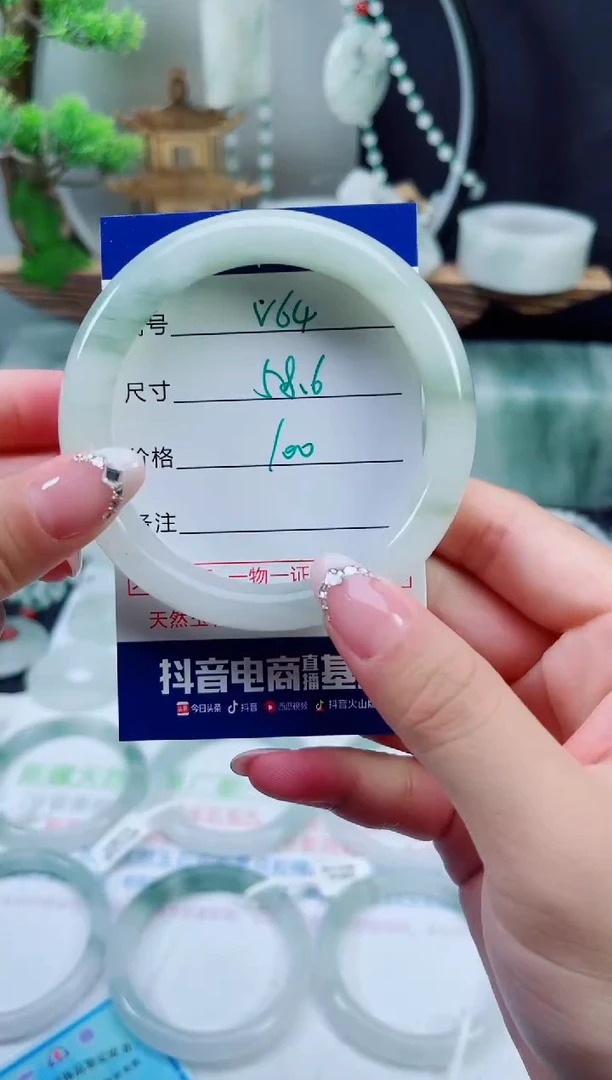 号 V64
尺寸 58.6
价格 100
备注
一物一证
天然玉
抖音电商直播基
今日头条 抖音 西瓜视频 抖音火山版